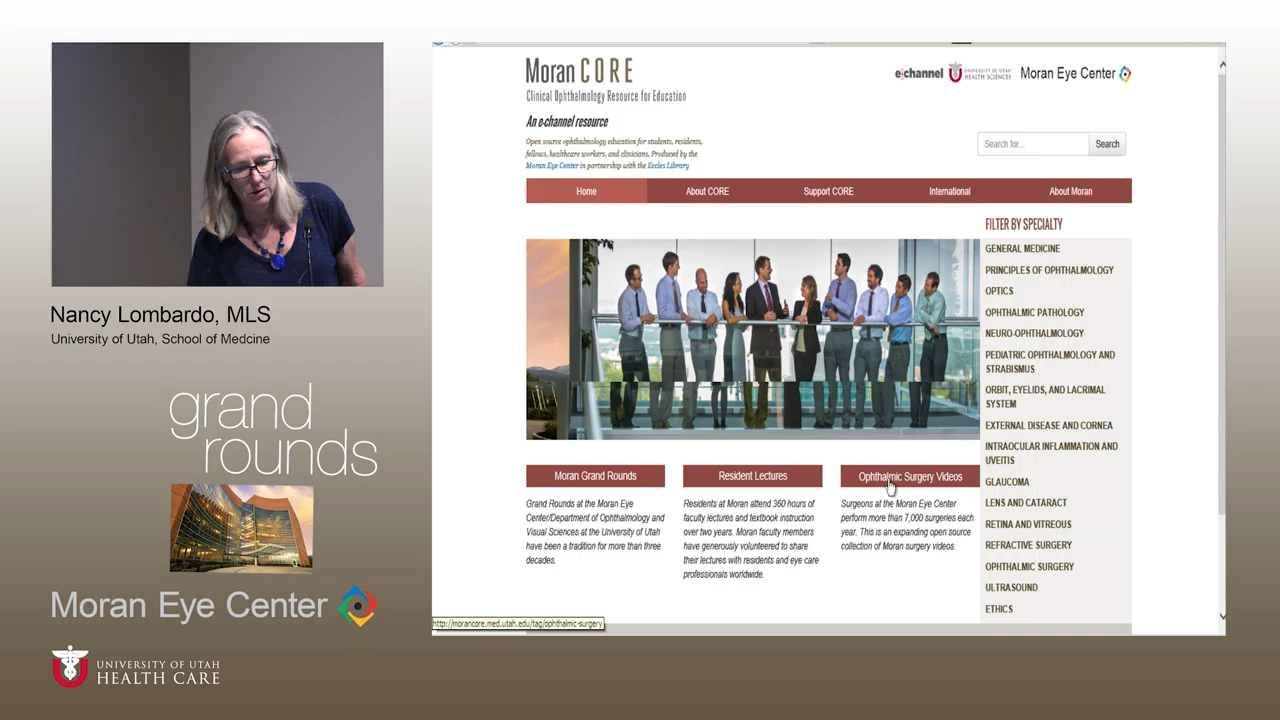 Nancy Lombardo, MLS
University of Utah, School of Medcine
grand
rounds
Moran Eye Center
UNIVERSITY OF UTAH
HEALTH CARE
Moran CORE
Clinical Ophthalmology Resource for Education
An e-channel resource
Open source ophthalmology education for students, residents,
fellows, healthcare workers, and clinicians. Produced by the
Moran Eye Center in partnership with the Eccles Library
e-channel
UNIVERSITY OF UTAH
HEALTH SCIENCES
Moran Eye Center
Search for...
Search
Home
About CORE
Support CORE
International
About Moran
FILTER BY SPECIALTY
GENERAL MEDICINE
PRINCIPLES OF OPHTHALMOLOGY
OPTICS
OPHTHALMIC PATHOLOGY
NEURO-OPHTHALMOLOGY
PEDIATRIC OPHTHALMOLOGY AND
STRABISMUS
ORBIT, EYELIDS, AND LACRIMAL
SYSTEM
EXTERNAL DISEASE AND CORNEA
INTRAOCULAR INFLAMMATION AND
UVEITIS
GLAUCOMA
LENS AND CATARACT
RETINA AND VITREOUS
REFRACTIVE SURGERY
OPHTHALMIC SURGERY
ULTRASOUND
ETHICS
Moran Grand Rounds
Grand Rounds at the Moran Eye
Center/Department of Ophthalmology and
Visual Sciences at the University of Utah
have been a tradition for more than three
decades.
Resident Lectures
Residents at Moran attend 360 hours of
faculty lectures and textbook instruction
over two years. Moran faculty members
have generously volunteered to share
their lectures with residents and eye care
professionals worldwide.
Ophthalmic Surgery Videos
Surgeons at the Moran Eye Center
perform more than 7,000 surgeries each
year. This is an expanding open source
collection of Moran surgery videos.
http://morancore.med.utah.edu/tag/ophthalmic-surgery